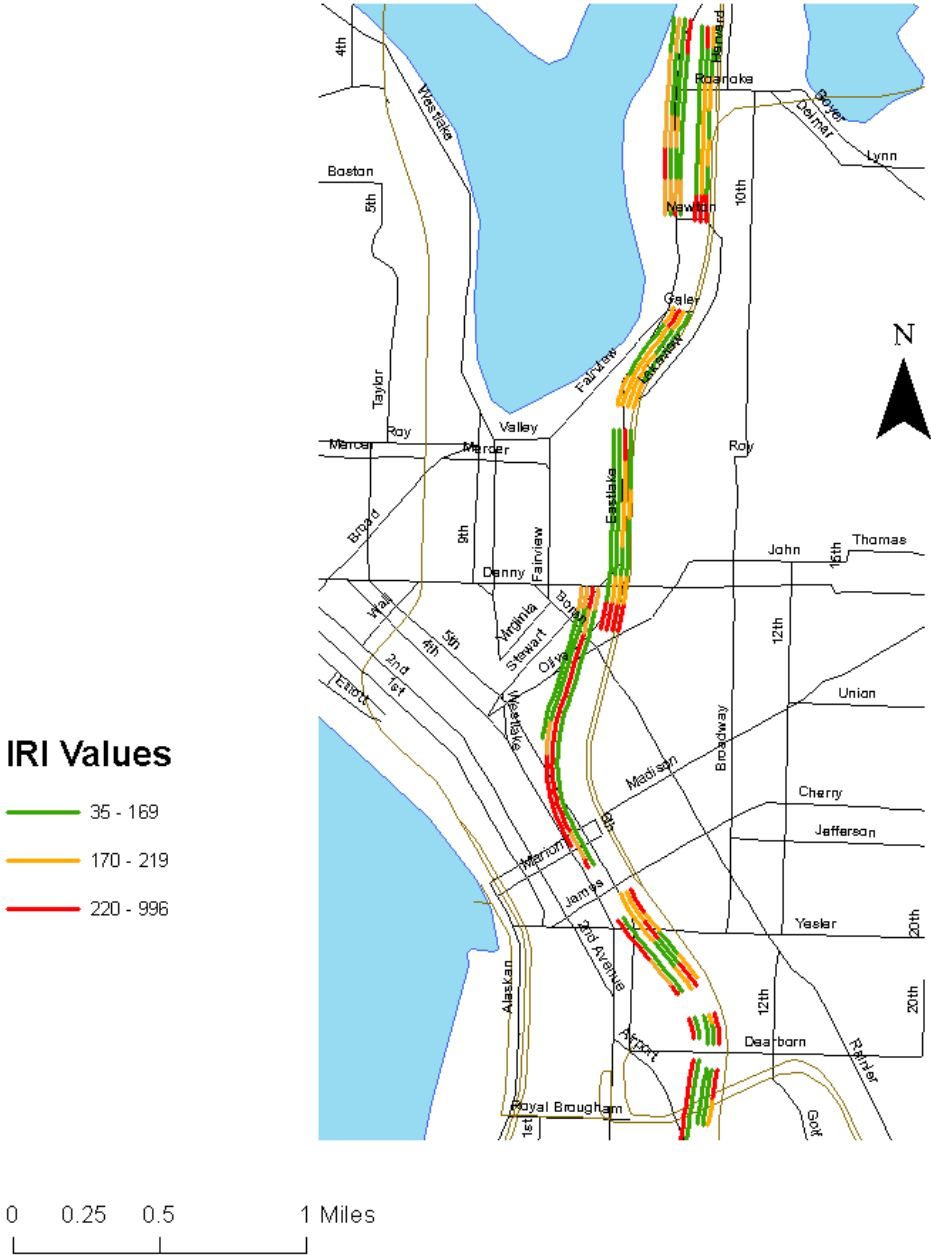 4th
Westlake
Harvard
Roanoke
Boyer
Delmar
Lynn
Boston
5th
10th
Newton
Galer
N
Fairview
Lakeview
Taylor
Valley
Roy
Mercer
Mercer
Roy
Eastlake
Broad
9th
Fairview
John
15th
Thomas
Denny
Wall
Virginia
Boren
Stewart
Olive
5th
4th
12th
2nd
1st
Elliott
Westlake
Union
Broadway
IRI Values
Madison
Cherry
35 - 169
6th
Jefferson
Marion
170 - 219
James
220 - 996
2nd Avenue
Yesler
20th
Alaskan
12th
20th
Airport
Dearborn
Rainier
Royal Brougham
1st
Golf
0 0.25 0.5 1 Miles